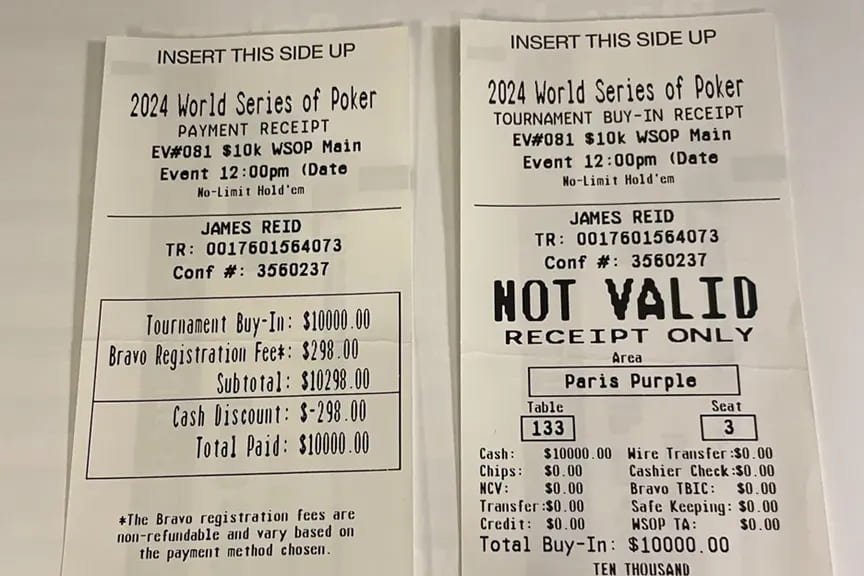 INSERT THIS SIDE UP
2024 World Series of Poker
PAYMENT RECEIPT
EV#081 $10k WSOP Main
Event 12:00pm (Date
No-Limit Hold'em
JAMES REID
TR: 0017601564073
Conf #: 3560237
Tournament Buy-In: $10000.00
Bravo Registration Fee*: $298.00
Subtotal: $10298.00
Cash Discount: $-298.00
Total Paid: $10000.00
*The Bravo registration fees are
non-refundable and vary based on
the payment method chosen.
INSERT THIS SIDE UP
2024 World Series of Poker
TOURNAMENT BUY-IN RECEIPT
EV#081 $10k WSOP Main
Event 12:00pm (Date
No-Limit Hold'em
JAMES REID
TR: 0017601564073
Conf #: 3560237
NOT VALID
RECEIPT ONLY
Area
Paris Purple
Table Seat
133 3
Cash: $10000.00 Wire Transfer:$0.00
Chips: $0.00 Cashier Check:$0.00
NCV: $0.00 Bravo TBIC: $0.00
Transfer:$0.00 Safe Keeping: $0.00
Credit: $0.00 WSOP TA: $0.00
Total Buy-In: $10000.00
TEN THOUSAND